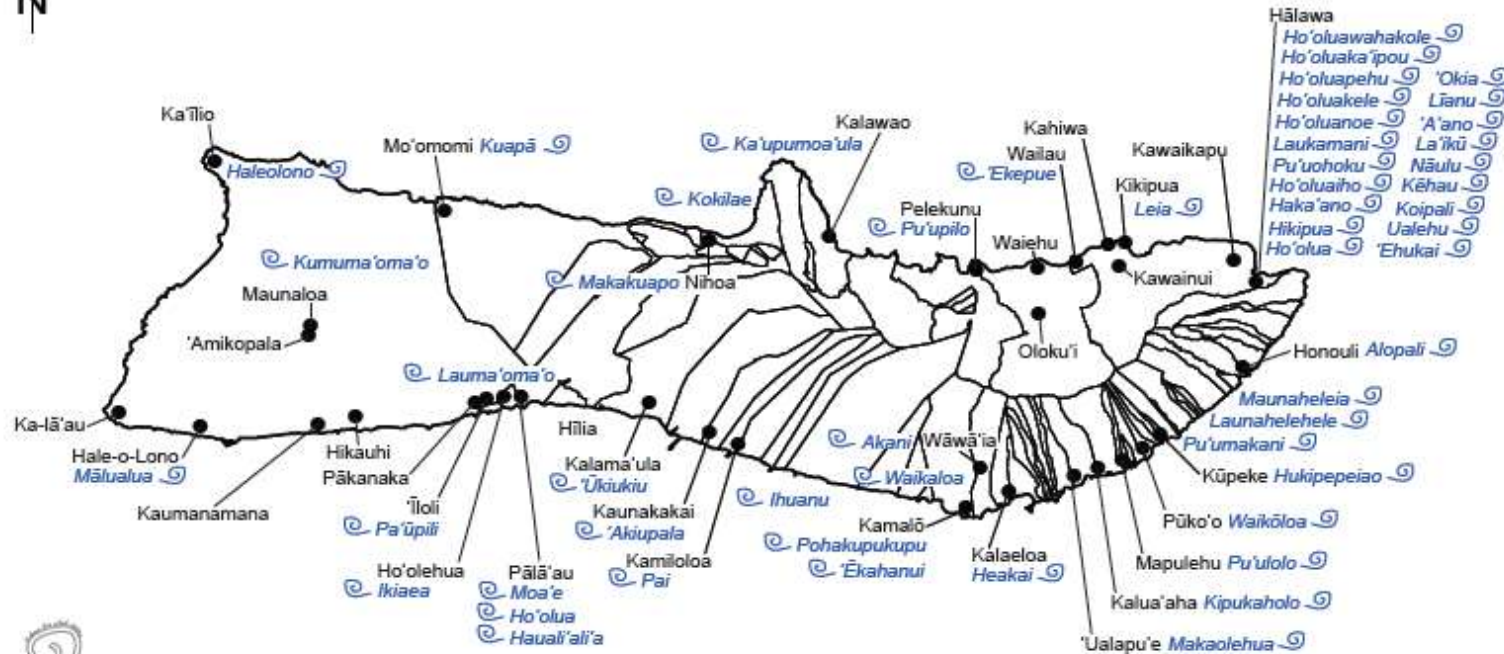 N
Hālawa
Ho'oluawahakole
Ho'oluaka'ipou
Ho'oluapehu 'Okia
Ho'oluakele Līanu
Ho'oluanoe 'A'ano
Laukamani La'ikū
Pu'uohoku Nāulu
Ho'oluaiho Kēhau
Haka'ano Koipali
Hikipua Ualehu
Ho'olua 'Ehukai
Ka'īlio
Haleolono
Mo'omomi Kuapā
Ka'upumoa'ula
Kalawao
Kahiwa
Wailau
'Ekepue
Kawaikapu
Kikipua
Leia
Kokilae
Pelekunu
Pu'upilo
Waiehu
Kawainui
Kumuma'oma'o
Makakuapo
Nihoa
Maunaloa
'Amikopala
Oloku'i
Honouli Alopali
Lauma'oma'o
Maunaheleia
Launahelehele
Pu'umakani
Ka-lā'au
Hale-o-Lono
Mālualua
Hikauhi
Hīlia
Akani
Wāwā'ia
Kaumanamana
Pākanaka
'Īloli
Pa'ūpili
Kalama'ula
'Ūkiukiu
Waikaloa
Kūpeke Hukipepeiao
Kaunakakai
'Akiupala
Ihuanu
Kamalō
Pohakupukupu
'Ēkahanui
Pūko'o Waikōloa
Kamiloloa
Pai
Kalaeloa
Heakai
Mapulehu Pu'ulolo
Ho'olehua
Ikiaea
Pālā'au
Moa'e
Ho'olua
Hauali'ali'a
Kalua'aha Kipukaholo
'Ualapu'e Makaolehua